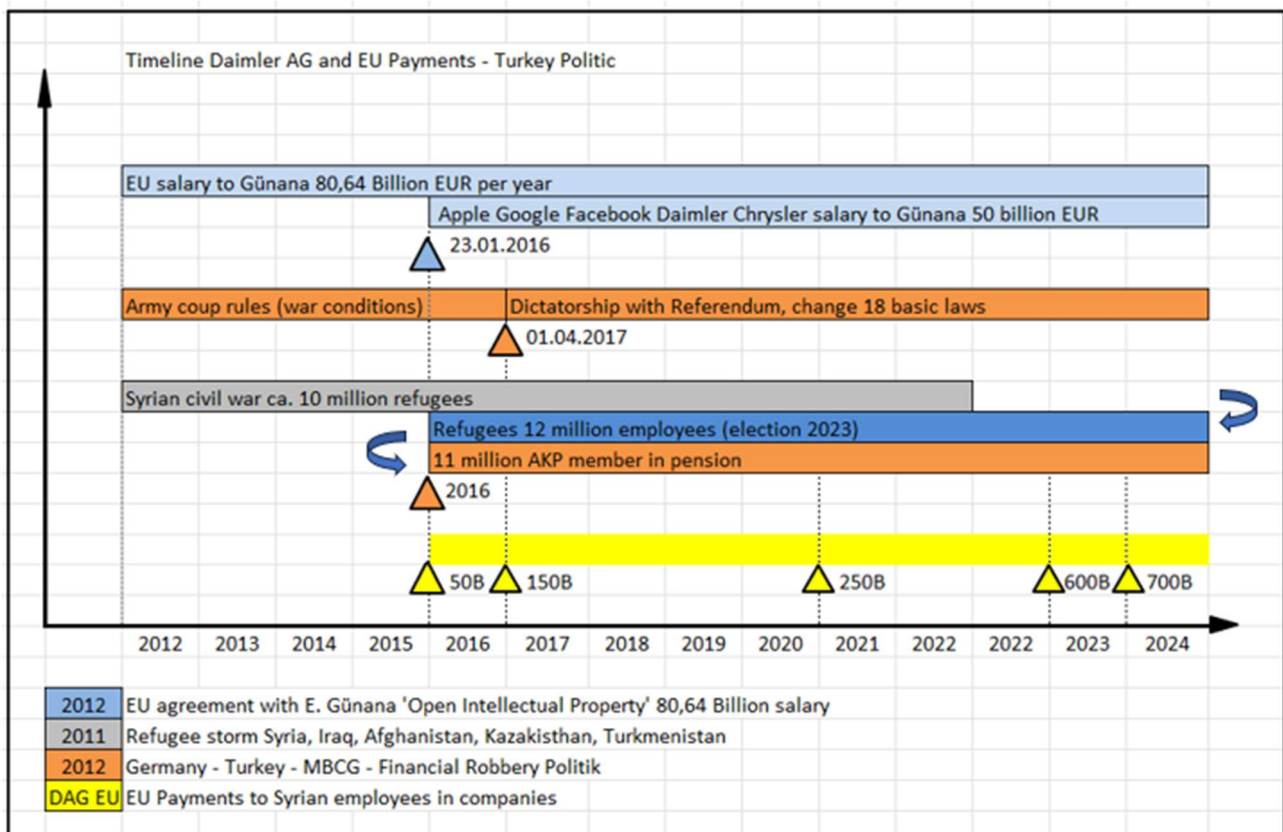 Timeline Daimler AG and EU Payments - Turkey Politic
EU salary to Günana 80,64 Billion EUR per year
Apple Google Facebook Daimler Chrysler salary to Günana 50 billion EUR
23.01.2016
Army coup rules (war conditions) Dictatorship with Referendum, change 18 basic laws
01.04.2017
Syrian civil war ca. 10 million refugees
Refugees 12 million employees (election 2023)
11 million AKP member in pension
2016
50B 150B 250B 600B 700B
2012 2013 2014 2015 2016 2017 2018 2019 2020 2021 2022 2022 2023 2024
2012 EU agreement with E. Günana 'Open Intellectual Property' 80,64 Billion salary
2011 Refugee storm Syria, Iraq, Afghanistan, Kazakisthan, Turkmenistan
2012 Germany - Turkey - MBCG - Financial Robbery Politik
DAG EU EU Payments to Syrian employees in companies